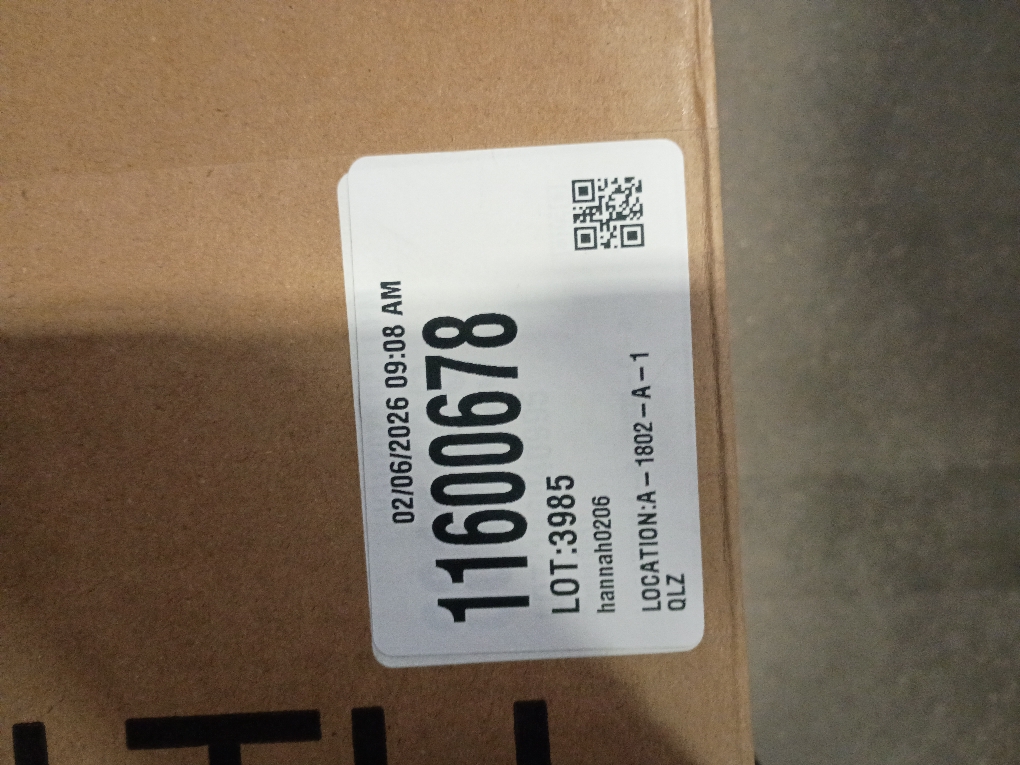 02/06/2026 09:08 AM
11600678
LOT:3985
hannah0206
LOCATION:A-1802-A-1
QLZ